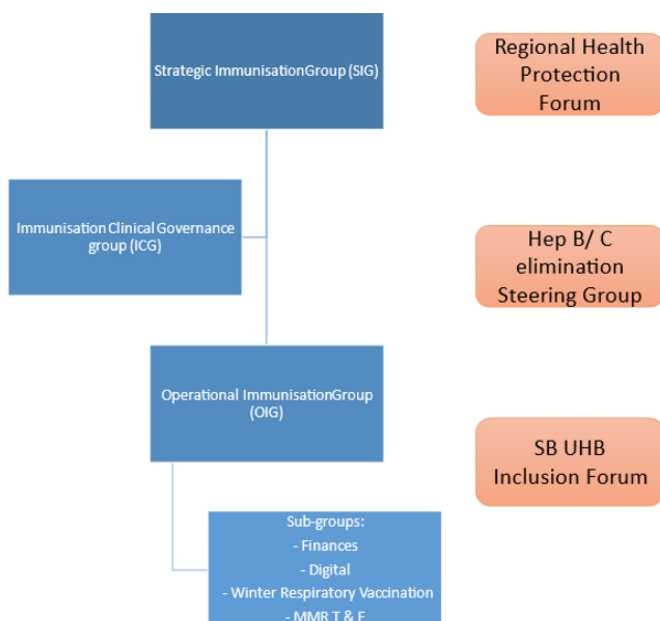 Strategic ImmunisationGroup (SIG)
Regional Health
Protection
Forum
Immunisation Clinical Governance
group (ICG)
Hep B/ C
elimination
Steering Group
Operational ImmunisationGroup
(OIG)
SB UHB
Inclusion Forum
Sub-groups:
- Finances
- Digital
- Winter Respiratory Vaccination
- MMR T & F